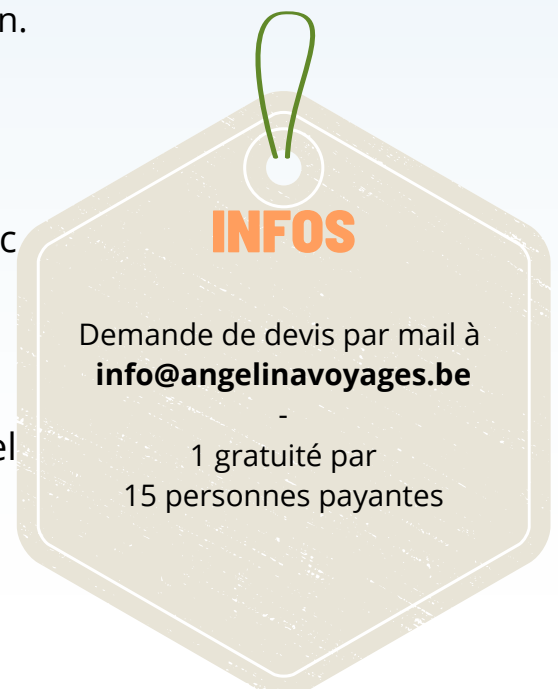 n.
INFOS
c
Demande de devis par mail à
info@angelinavoyages.be
-
el
1 gratuité par
15 personnes payantes